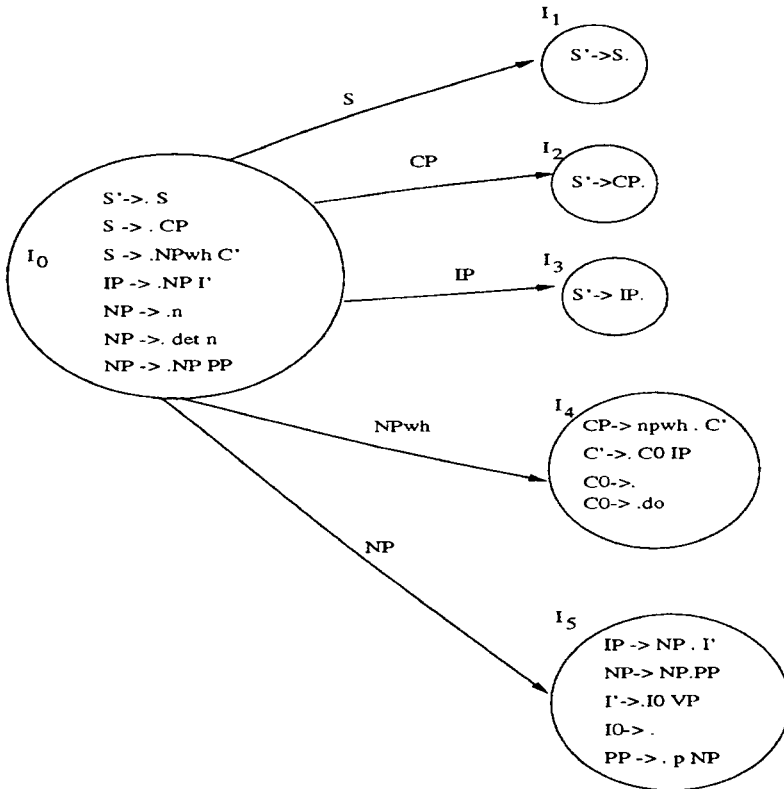 I1
S'->S.
S
CP
I2
S'->CP.
I0
S'->. S
S -> . CP
S -> .NPwh C'
IP -> .NP I'
NP -> .n
NP ->. det n
NP -> .NP PP
IP
I3
S'-> IP.
NPwh
I4
CP-> npwh . C'
C'->. C0 IP
C0->.
C0-> .do
NP
I5
IP -> NP . I'
NP-> NP.PP
I'->.I0 VP
I0-> .
PP -> . p NP